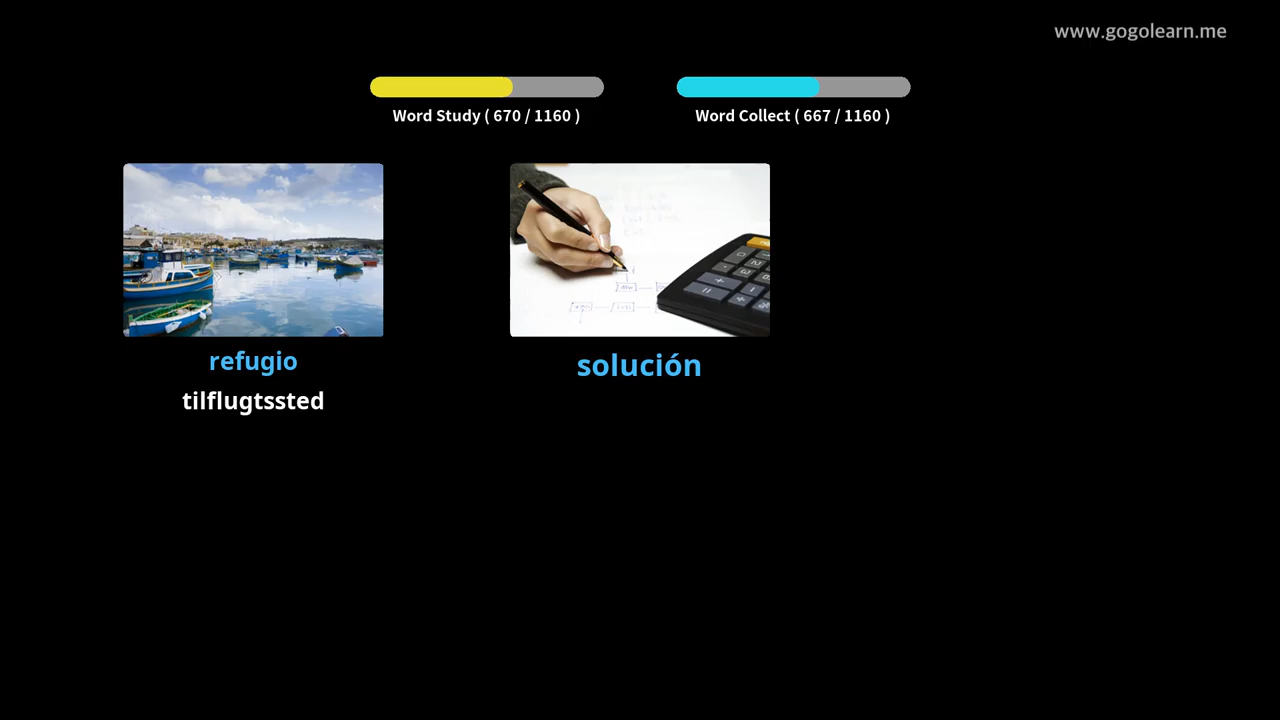 www.gogolearn.me
Word Study ( 670 / 1160 )
Word Collect ( 667 / 1160 )
refugio
tilflugtssted
solución